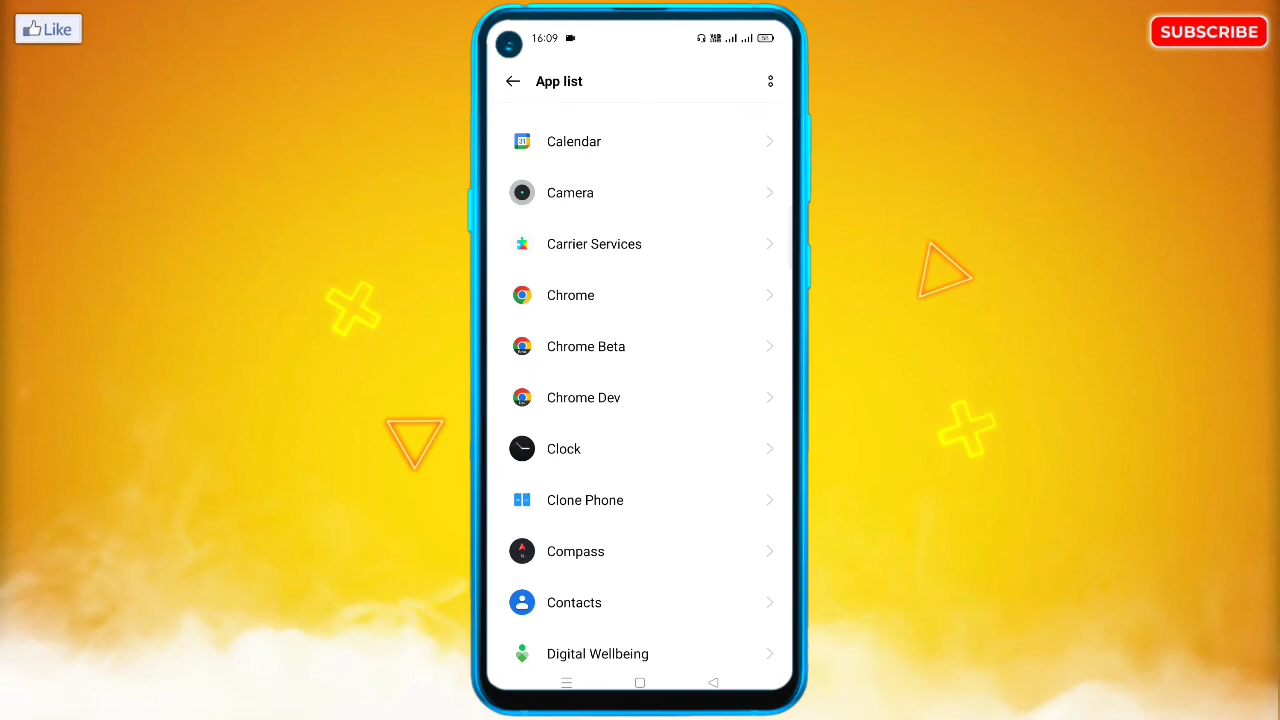 Like
SUBSCRIBE
16:09
App list
Calendar
Camera
Carrier Services
Chrome
Chrome Beta
Chrome Dev
Clock
Clone Phone
Compass
Contacts
Digital Wellbeing